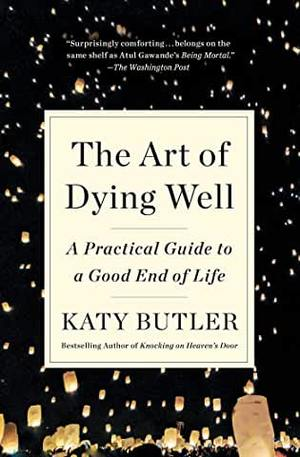 "Surprisingly comforting...belongs on the
same shelf as Atul Gawande's Being Mortal."
—The Washington Post
The Art of
Dying Well
A Practical Guide to
a Good End of Life
KATY BUTLER
Bestselling Author of Knocking on Heaven's Door